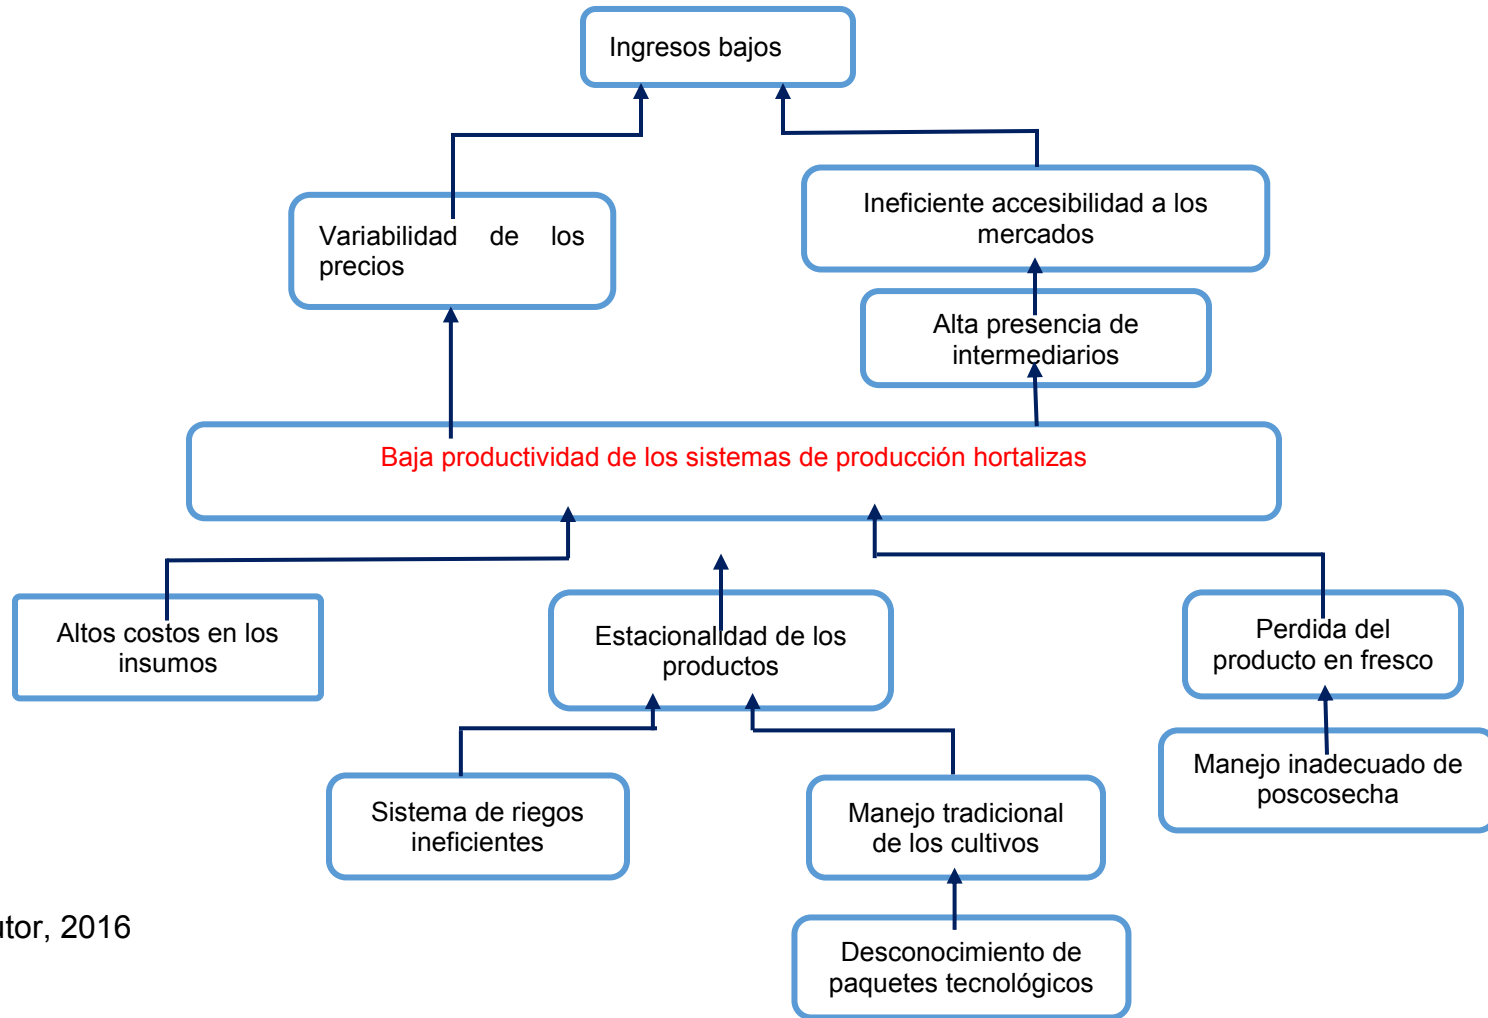 Ingresos bajos
Ineficiente accesibilidad a los
mercados
Variabilidad de los
precios
Alta presencia de
intermediarios
Baja productividad de los sistemas de producción hortalizas
Altos costos en los
insumos
Estacionalidad de los
productos
Perdida del
producto en fresco
Manejo inadecuado de
poscosecha
Sistema de riegos
ineficientes
Manejo tradicional
de los cultivos
Desconocimiento de
paquetes tecnológicos
, 2016